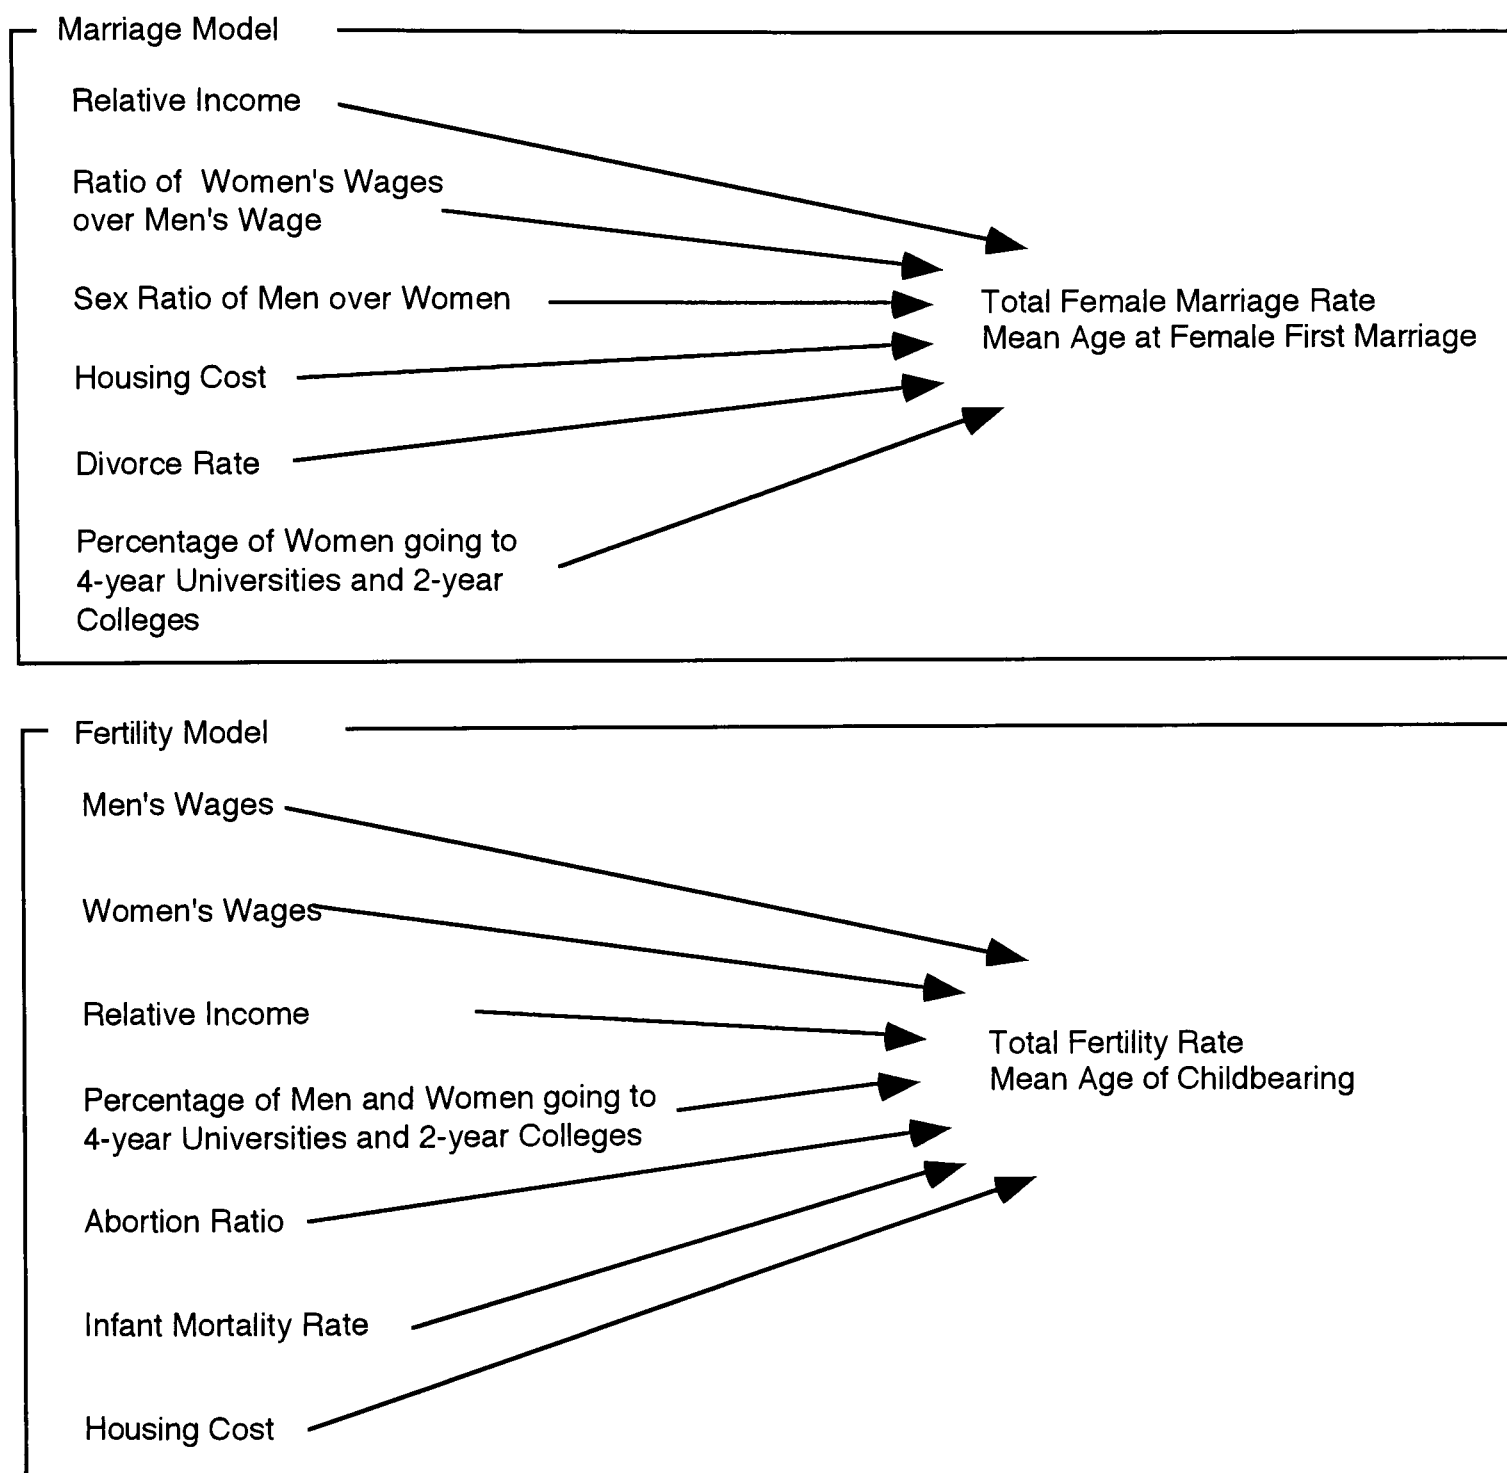 Marriage Model
Relative Income
Ratio of Women's Wages
over Men's Wage
Sex Ratio of Men over Women
Housing Cost
Divorce Rate
Percentage of Women going to
4-year Universities and 2-year
Colleges
Total Female Marriage Rate
Mean Age at Female First Marriage
Fertility Model
Men's Wages
Women's Wages
Relative Income
Percentage of Men and Women going to
4-year Universities and 2-year Colleges
Abortion Ratio
Infant Mortality Rate
Housing Cost
Total Fertility Rate
Mean Age of Childbearing